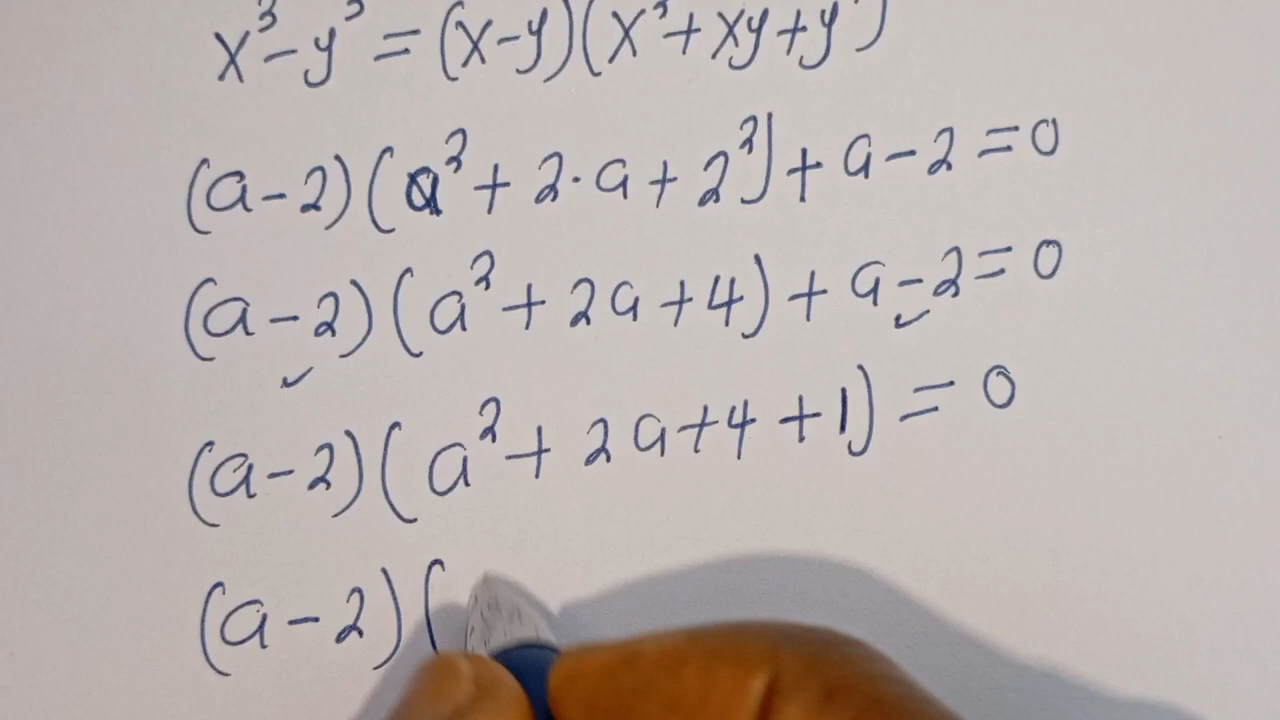 x³-y³ = (x-y)(x²+xy+y²)
(a-2)(a²+2·a+2²)+a-2=0
(a-2)(a²+2a+4)+a-2=0
(a-2)(a²+2a+4+1)=0
(a-2)(